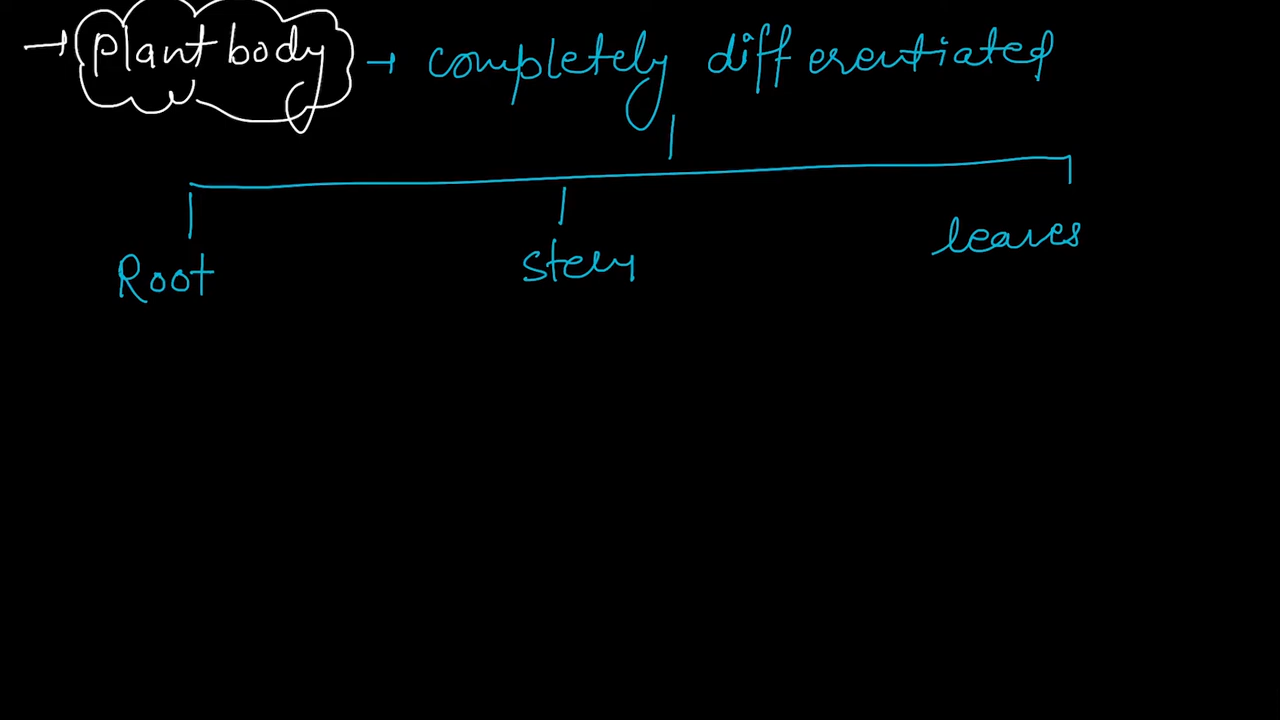 → plant body → completely differentiated
Root stem leaves